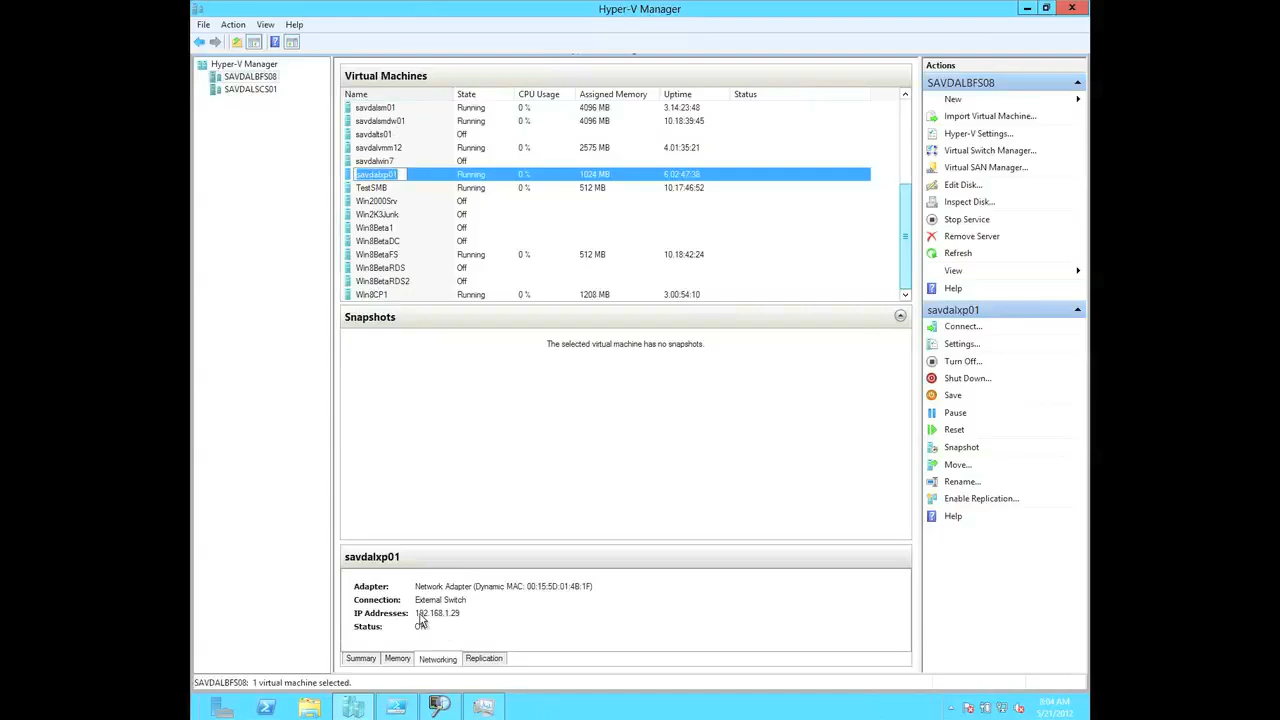 Hyper-V Manager
File Action View Help
Hyper-V Manager
SAVDALBFS08
SAVDALSCS01
Virtual Machines
Name State CPU Usage Assigned Memory Uptime Status
savdalsm01 Running 0 % 4096 MB 3.14:23:48
savdalsmdw01 Running 0 % 4096 MB 10.18:39:45
savdalts01 Off
savdalvmm12 Running 0 % 2575 MB 4.01:35:21
savdalwin7 Off
savdalxp01 Running 0 % 1024 MB 6.02:47:38
TestSMB Running 0 % 512 MB 10.17:46:52
Win2000Srv Off
Win2K3Junk Off
Win8Beta1 Off
Win8BetaDC Off
Win8BetaFS Running 0 % 512 MB 10.18:42:24
Win8BetaRDS Off
Win8BetaRDS2 Off
Win8CP1 Running 0 % 1208 MB 3.00:54:10
Snapshots
The selected virtual machine has no snapshots.
savdalxp01
Adapter: Network Adapter (Dynamic MAC: 00:15:5D:01:4B:1F)
Connection: External Switch
IP Addresses: 192.168.1.29
Status: OK
Summary Memory Networking Replication
Actions
SAVDALBFS08
New
Import Virtual Machine...
Hyper-V Settings...
Virtual Switch Manager...
Virtual SAN Manager...
Edit Disk...
Inspect Disk...
Stop Service
Remove Server
Refresh
View
Help
savdalxp01
Connect...
Settings...
Turn Off...
Shut Down...
Save
Pause
Reset
Snapshot
Move...
Rename...
Enable Replication...
Help
SAVDALBFS08: 1 virtual machine selected.
8:04 AM
5/21/2012